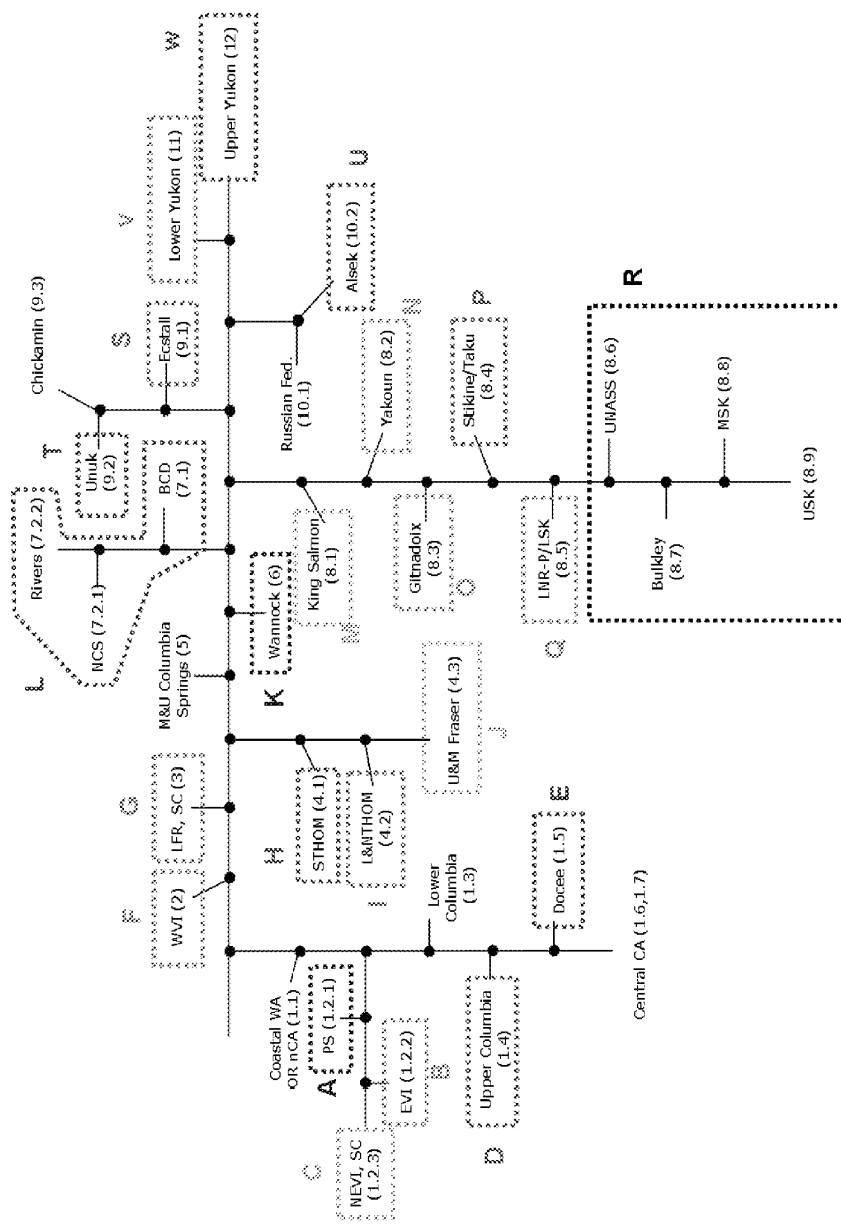 W
Upper Yukon (12)
V
Lower Yukon (11)
U
Alsek (10.2)
Russian Fed.
(10.1)
Chickamin (9.3)
S
Ecstall
(9.1)
T
Unuk
(9.2)
BCD
(7.1)
Rivers (7.2.2)
NCS (7.2.1)
L
N
Yakoun (8.2)
P
Stikine/Taku
(8.4)
R
UNASS (8.6)
MSK (8.8)
USK (8.9)
Bulkley
(8.7)
LNR-P/LSK
(8.5)
Q
Gitnadoix
(8.3)
O
King Salmon
(8.1)
M
Wannock (6)
K
M&U Columbia
Springs (5)
U&M Fraser (4.3)
J
STHOM (4.1)
H
L&NTHOM
(4.2)
I
G
LFR, SC (3)
F
WVI (2)
Lower
Columbia
(1.3)
Docee (1.5)
E
Central CA (1.6,1.7)
Coastal WA
OR nCA (1.1)
PS (1.2.1)
A
EVI (1.2.2)
B
Upper Columbia
(1.4)
D
NEVI, SC
(1.2.3)
C